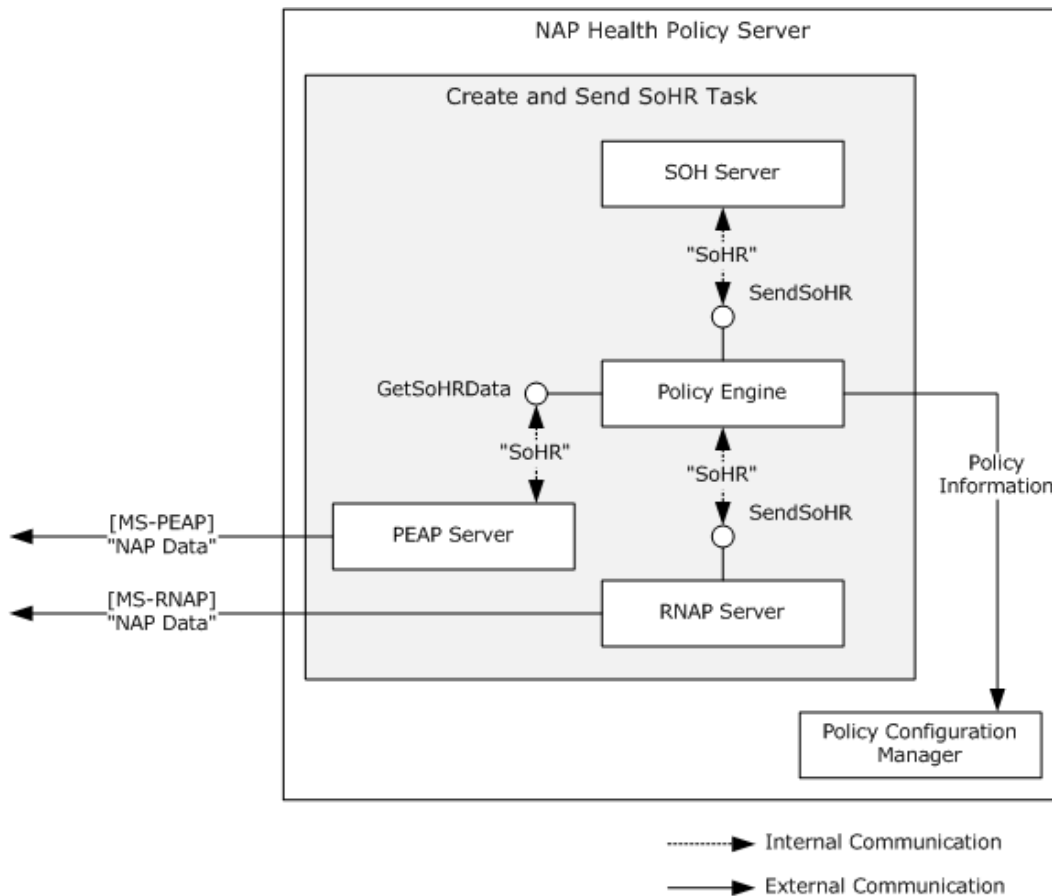 NAP Health Policy Server
Create and Send SoHR Task
SOH Server
"SoHR"
SendSoHR
GetSoHRData
Policy Engine
"SoHR"
"SoHR"
Policy
Information
SendSoHR
[MS-PEAP]
"NAP Data"
PEAP Server
[MS-RNAP]
"NAP Data"
RNAP Server
Policy Configuration
Manager
Internal Communication
External Communication